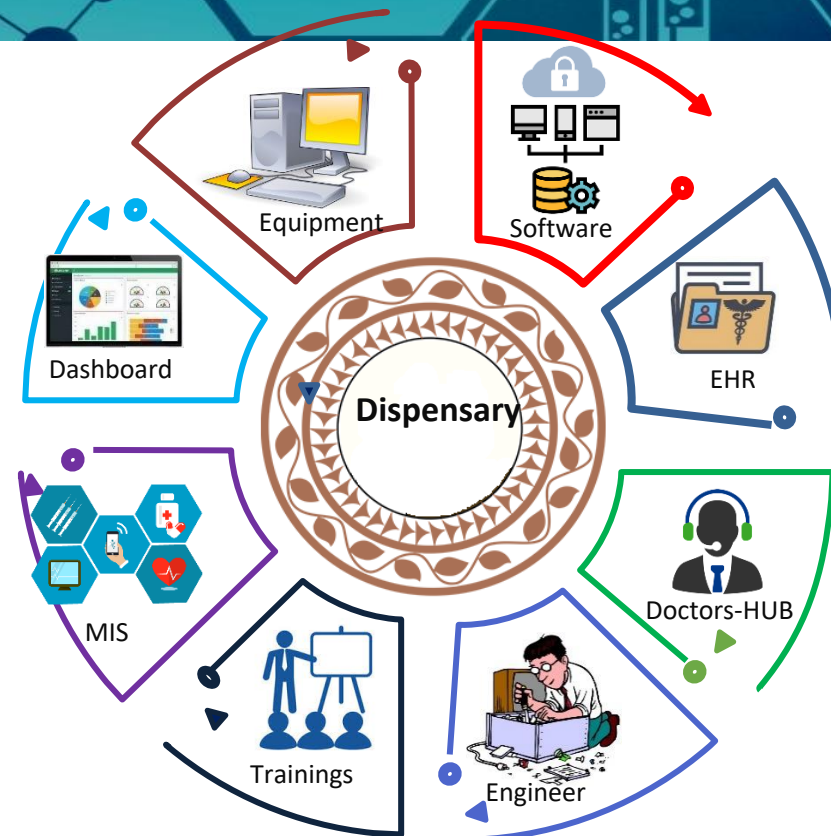 Equipment
Software
Dashboard
EHR
Dispensary
MIS
Doctors-HUB
Trainings
Engineer